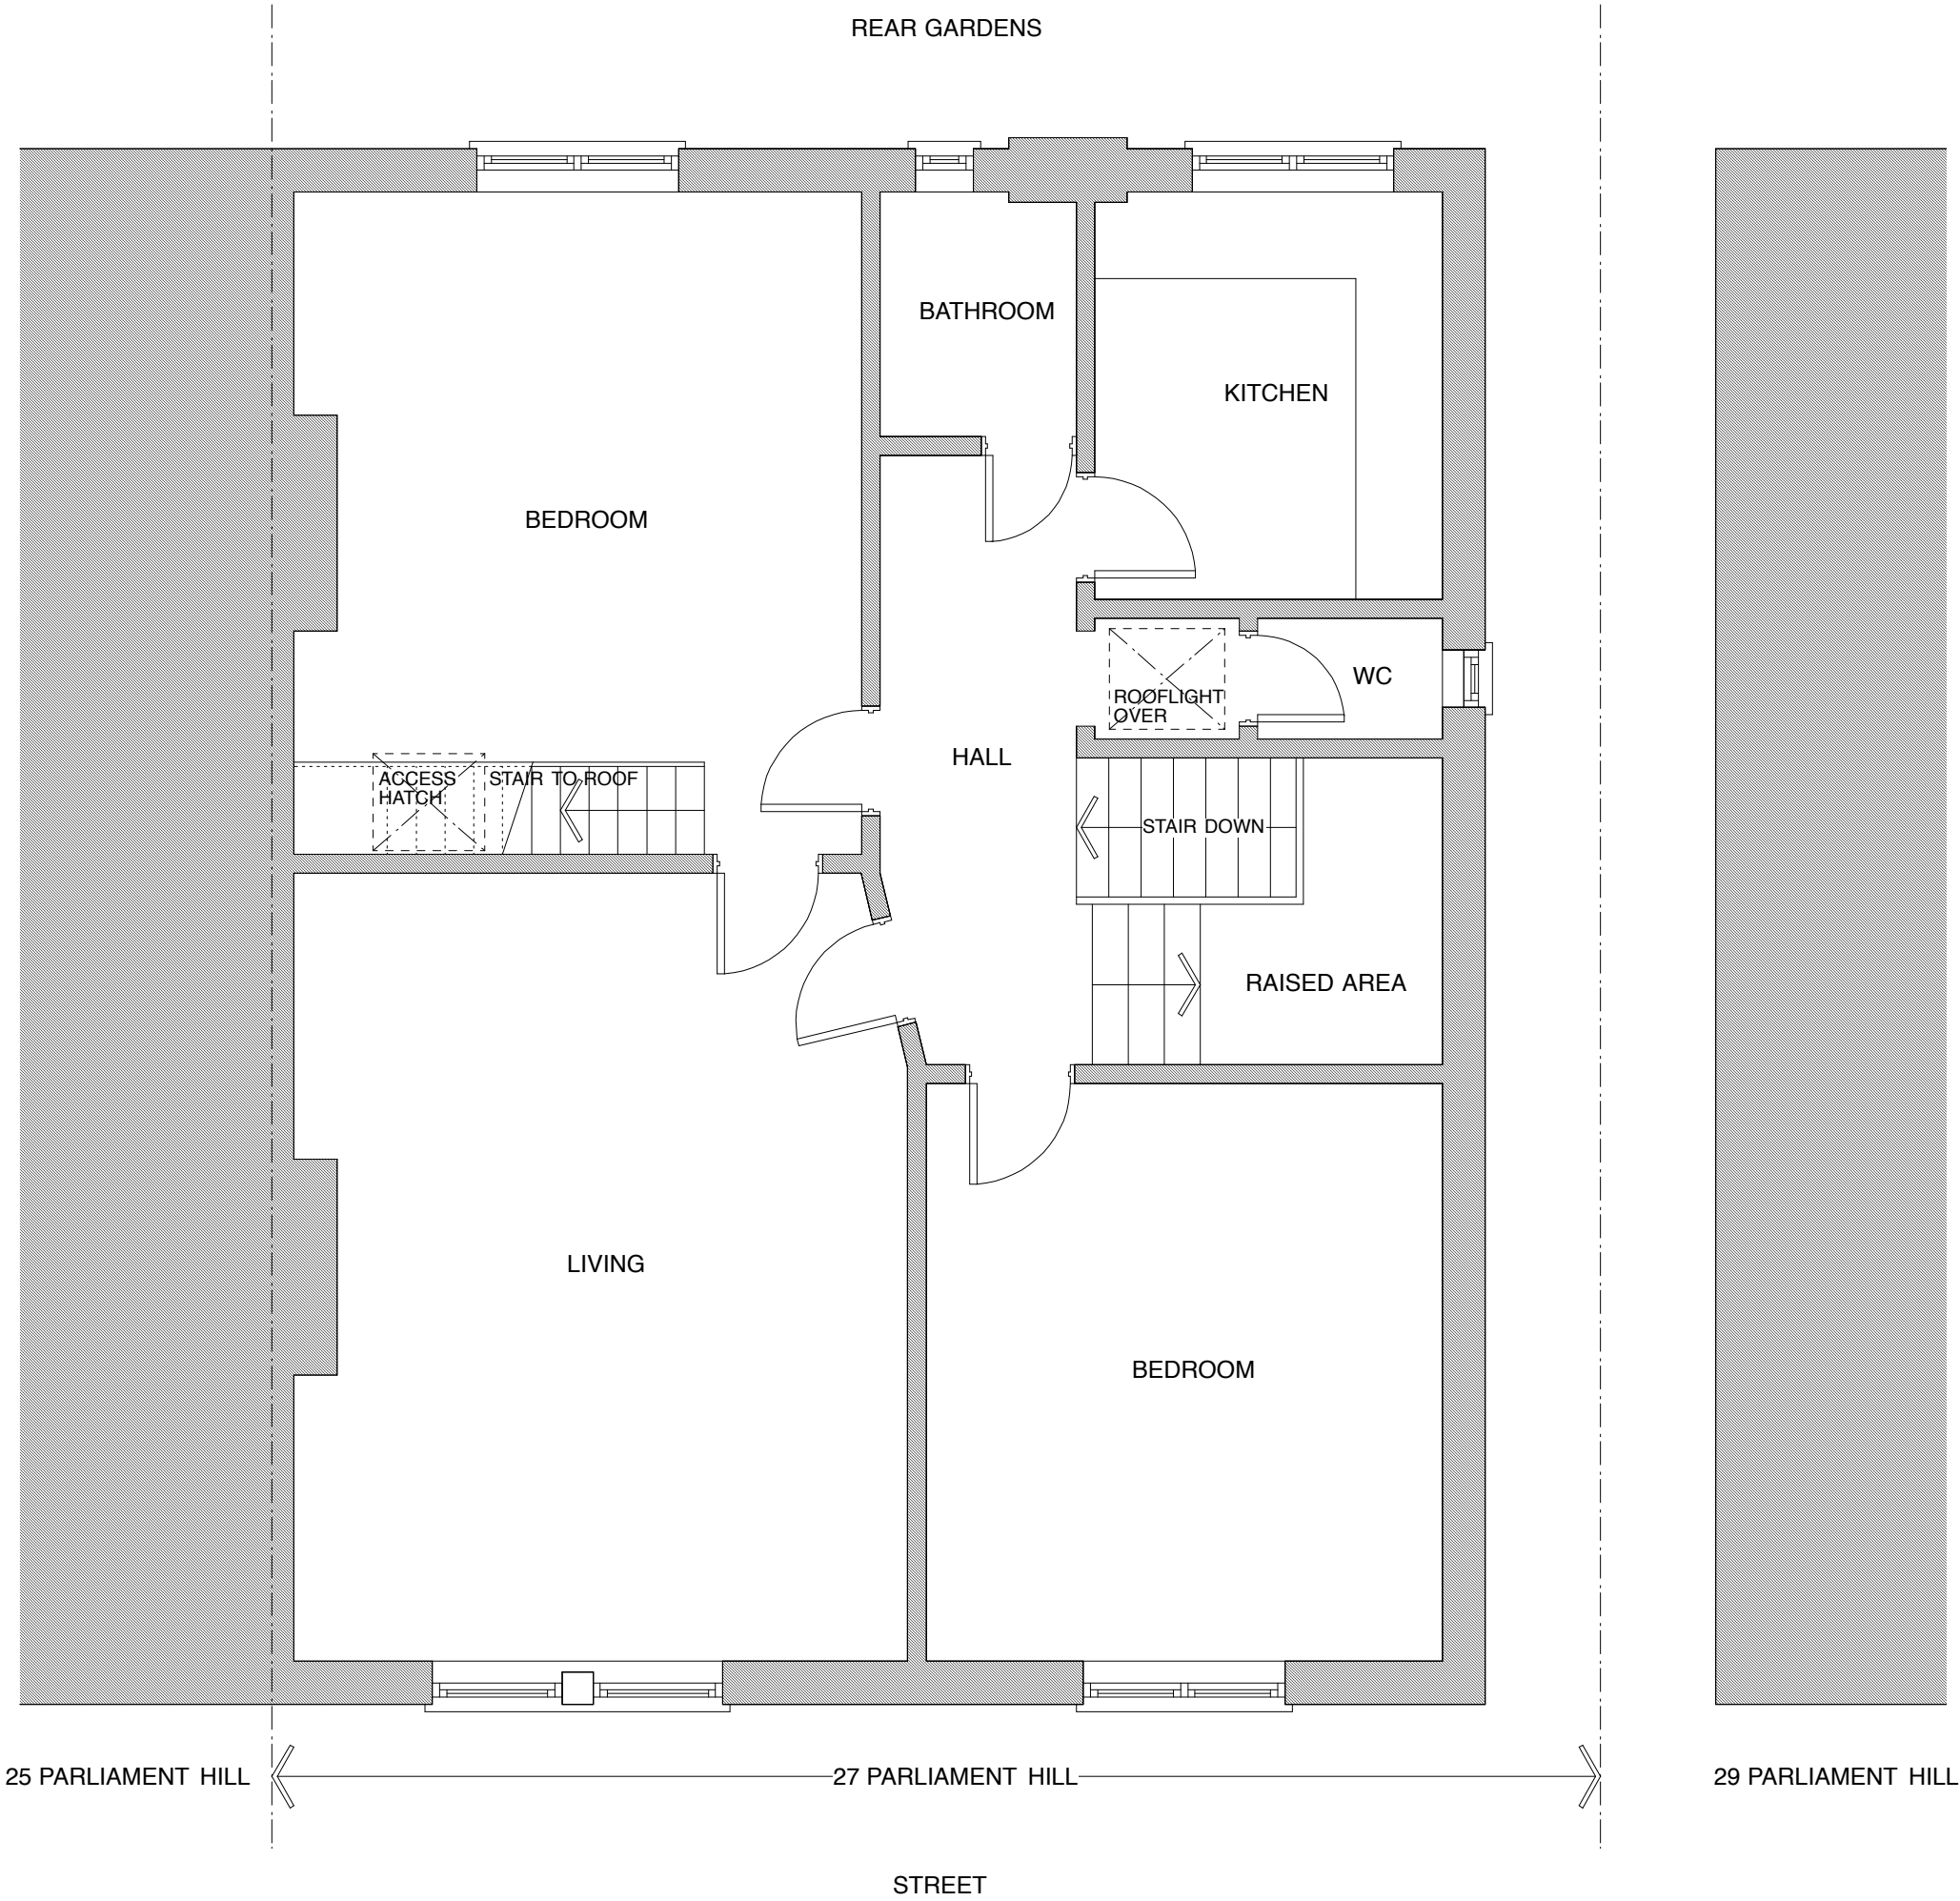 REAR GARDENS
BATHROOM
KITCHEN
BEDROOM
WC
ROOFLIGHT
OVER
HALL
ACCESS
HATCH
STAIR TO ROOF
STAIR DOWN
RAISED AREA
LIVING
BEDROOM
25 PARLIAMENT HILL
27 PARLIAMENT HILL
29 PARLIAMENT HILL
STREET